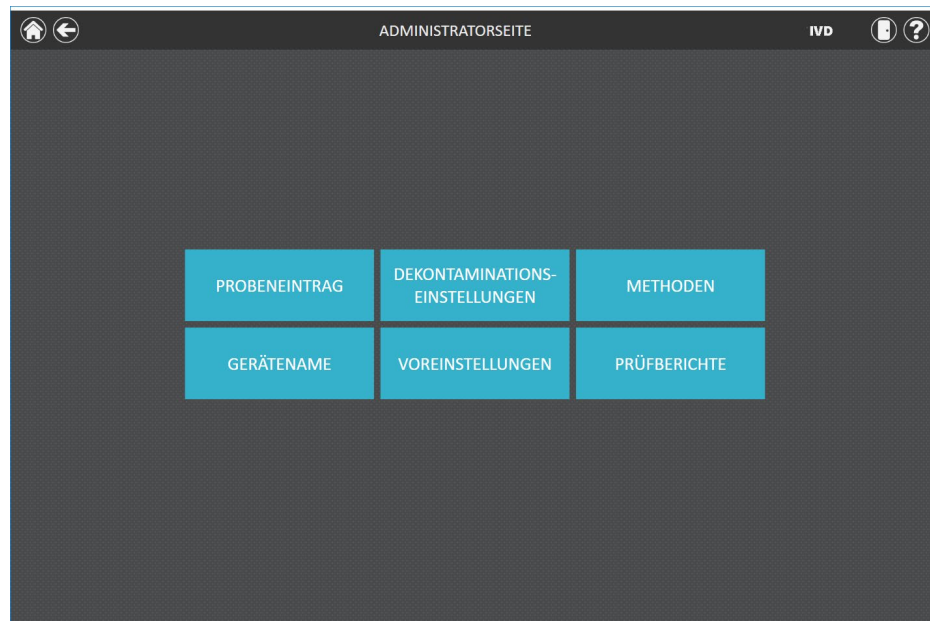 ADMINISTRATORSEITE
IVD
?
PROBENEINTRAG
DEKONTAMINATIONS-
EINSTELLUNGEN
METHODEN
GERÄTENAME
VOREINSTELLUNGEN
PRÜFBERICHTE